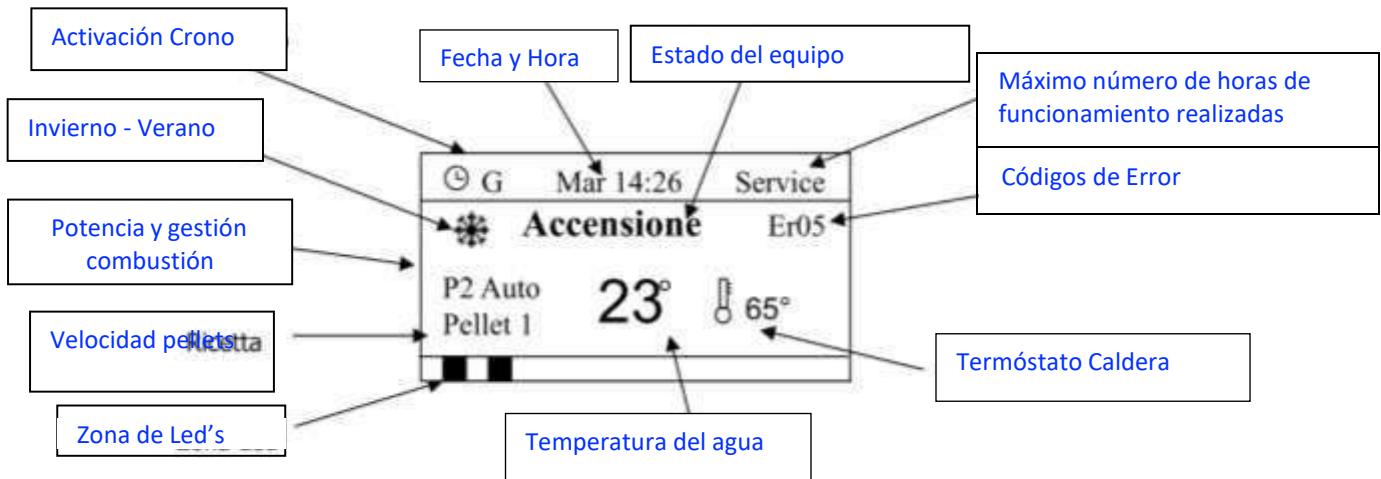 Activación Crono
Fecha y Hora
Estado del equipo
Máximo número de horas de
funcionamiento realizadas
Códigos de Error
Invierno - Verano
Potencia y gestión
combustión
Velocidad pellets
Ricetta
Zona de Led's
G Mar 14:26 Service
Accensione Er05
P2 Auto 23° 65°
Pellet 1
Termóstato Caldera
Temperatura del agua